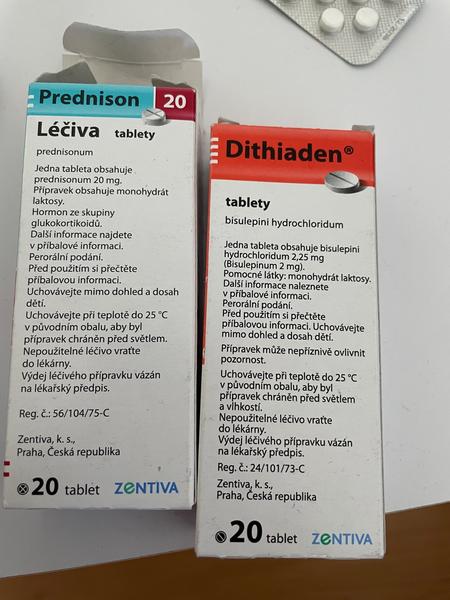 Prednison 20
Léčiva tablety
prednisonum
Jedna tableta obsahuje
prednisonum 20 mg.
Přípravek obsahuje monohydrát
laktosy.
Hormon ze skupiny
glukokortikoidů.
Další informace najdete
v příbalové informaci.
Perorální podání.
Před použitím si přečtěte
příbalovou informaci.
Uchovávejte mimo dohled a dosah
dětí.
Uchovávejte při teplotě do 25 °C
v původním obalu, aby byl
přípravek chráněn před světlem.
Nepoužitelné léčivo vraťte
do lékárny.
Výdej léčivého přípravku vázán
na lékařský předpis.
Reg. č.: 56/104/75-C
Zentiva, k. s.,
Praha, Česká republika
20 tablet ZENTIVA
Dithiaden®
tablety
bisulepini hydrochloridum
Jedna tableta obsahuje bisulepini
hydrochloridum 2,25 mg
(Bisulepinum 2 mg).
Pomocné látky: monohydrát laktosy.
Další informace naleznete
v příbalové informaci.
Perorální podání.
Před použitím si přečtěte
příbalovou informaci. Uchovávejte
mimo dohled a dosah dětí.
Přípravek může nepříznivě ovlivnit
pozornost.
Uchovávejte při teplotě do 25 °C
v původním obalu, aby byl
přípravek chráněn před světlem
a vlhkostí.
Nepoužitelné léčivo vraťte
do lékárny.
Výdej léčivého přípravku vázán
na lékařský předpis.
Reg. č.: 24/101/73-C
Zentiva, k. s.,
Praha, Česká republika
20 tablet ZENTIVA